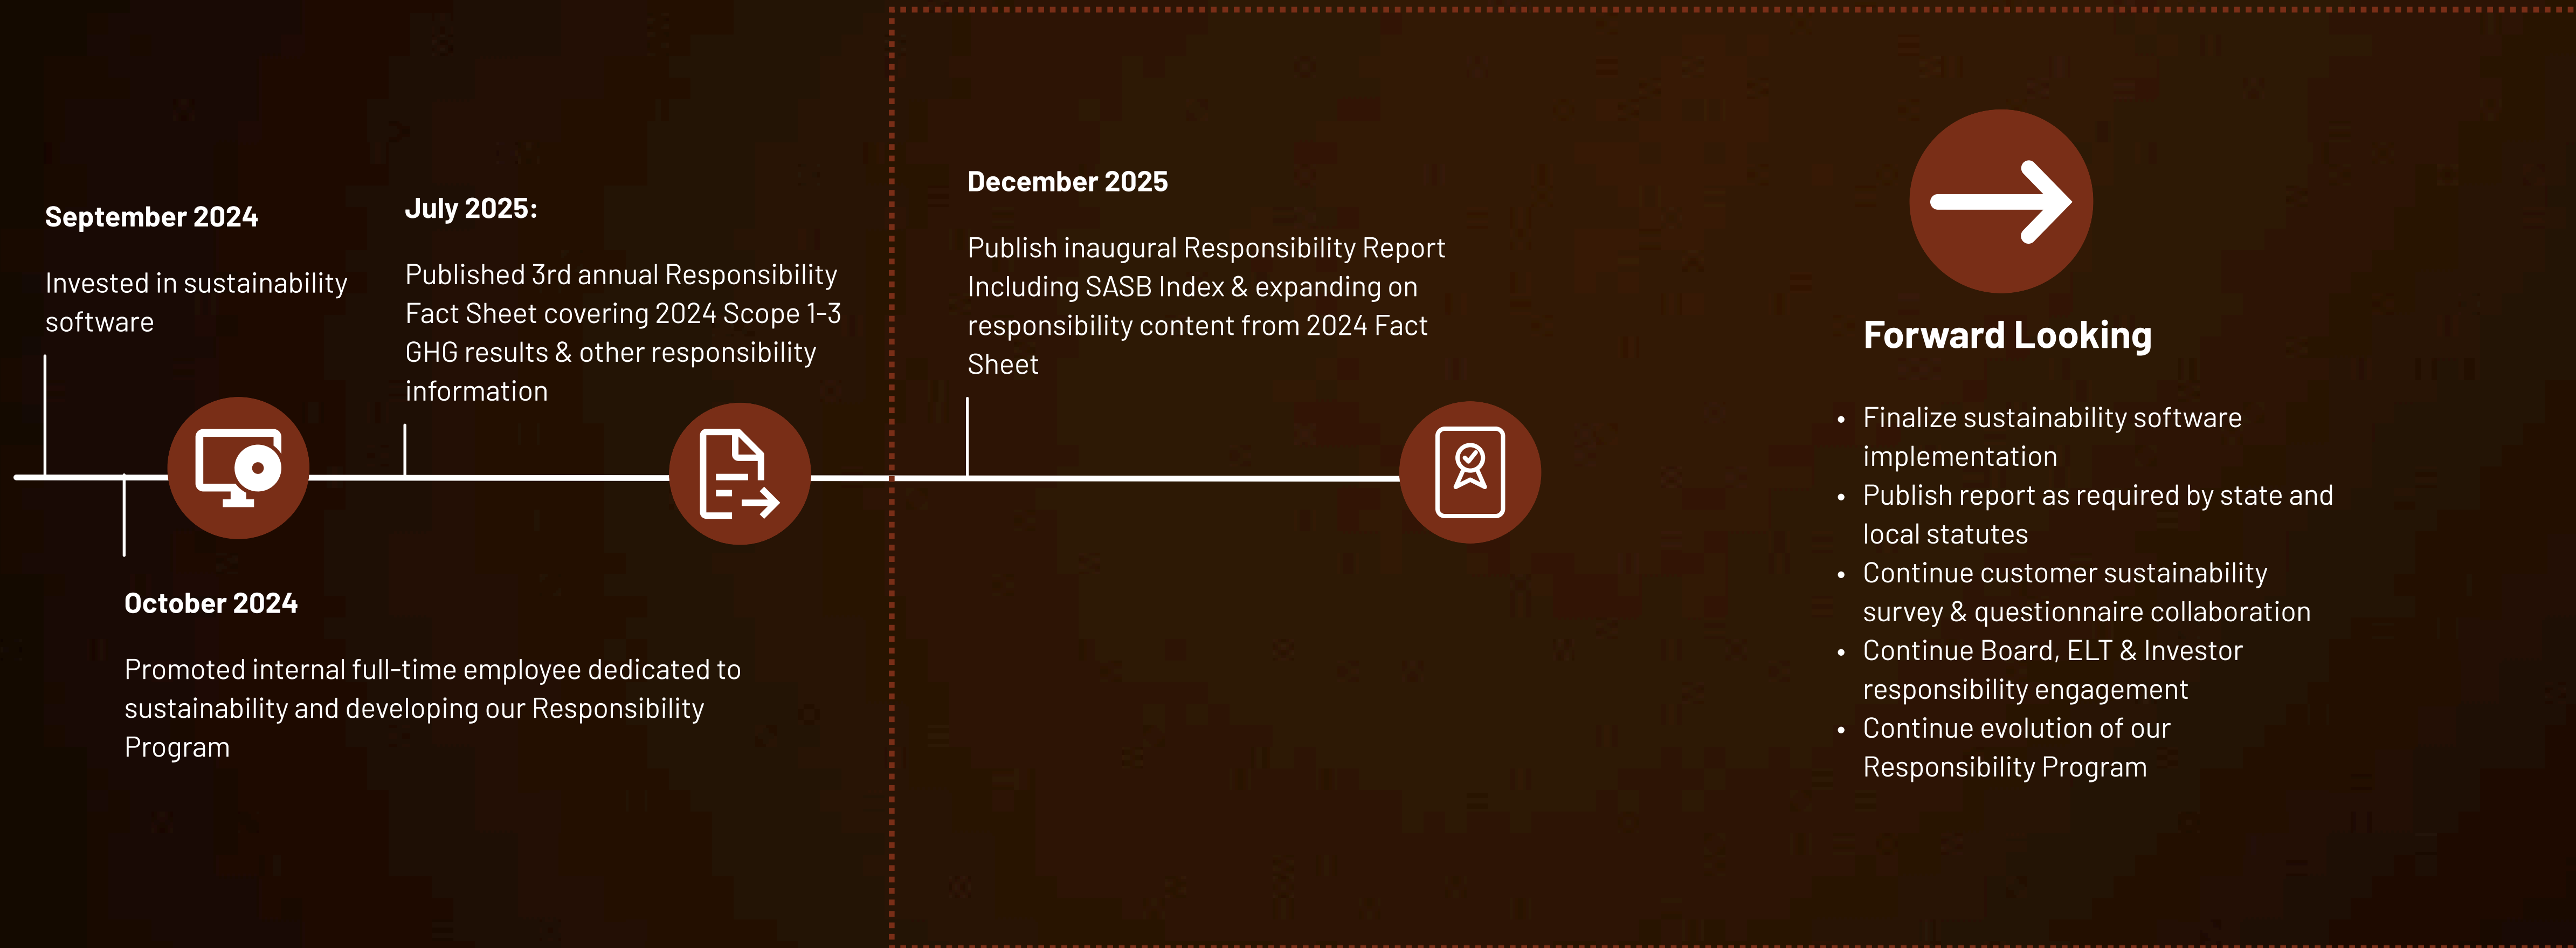 September 2024
Invested in sustainability
software
October 2024
Promoted internal full-time employee dedicated to
sustainability and developing our Responsibility
Program
July 2025:
Published 3rd annual Responsibility
Fact Sheet covering 2024 Scope 1-3
GHG results & other responsibility
information
December 2025
Publish inaugural Responsibility Report
Including SASB Index & expanding on
responsibility content from 2024 Fact
Sheet
Forward Looking
• Finalize sustainability software
implementation
• Publish report as required by state and
local statutes
• Continue customer sustainability
survey & questionnaire collaboration
• Continue Board, ELT & Investor
responsibility engagement
• Continue evolution of our
Responsibility Program